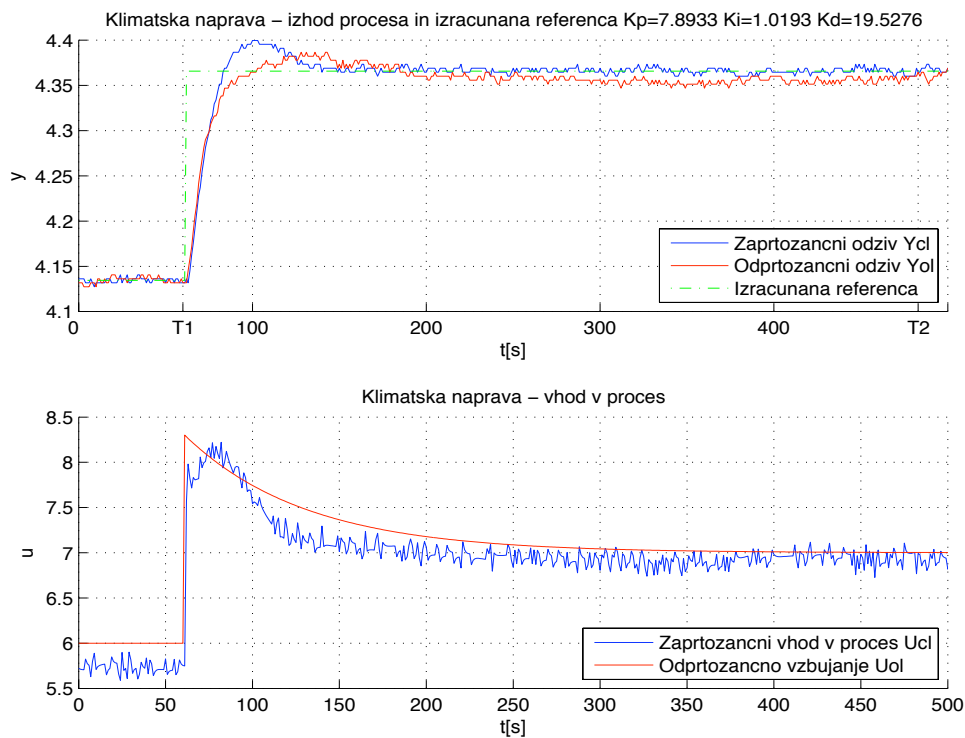 Klimatska naprava – izhod procesa in izracunana referenca Kp=7.8933 Ki=1.0193 Kd=19.5276
4.4
4.35
4.3
4.25
4.2
4.15
4.1
y
Zaprtozancni odziv Ycl
Odprtozancni odziv Yol
Izracunana referenca
0 T1 100 200 300 400 T2
t[s]
Klimatska naprava – vhod v proces
8.5
8
7.5
7
6.5
6
5.5
u
Zaprtozancni vhod v proces Ucl
Odprtozancno vzbujanje Uol
0 50 100 150 200 250 300 350 400 450 500
t[s]